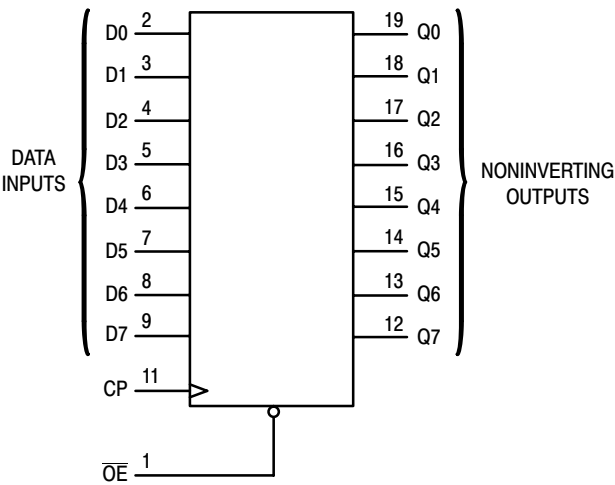 D0 2 19 Q0
D1 3 18 Q1
D2 4 17 Q2
D3 5 16 Q3
DATA
INPUTS
NONINVERTING
OUTPUTS
D4 6 15 Q4
D5 7 14 Q5
D6 8 13 Q6
D7 9 12 Q7
CP 11
O̅E̅ 1